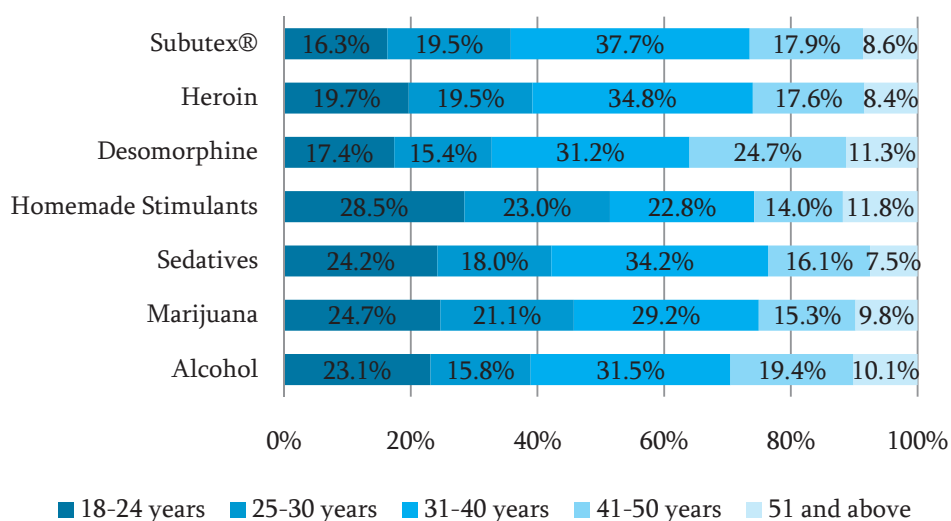 Subutex® 16.3% 19.5% 37.7% 17.9% 8.6%
Heroin 19.7% 19.5% 34.8% 17.6% 8.4%
Desomorphine 17.4% 15.4% 31.2% 24.7% 11.3%
Homemade Stimulants 28.5% 23.0% 22.8% 14.0% 11.8%
Sedatives 24.2% 18.0% 34.2% 16.1% 7.5%
Marijuana 24.7% 21.1% 29.2% 15.3% 9.8%
Alcohol 23.1% 15.8% 31.5% 19.4% 10.1%
0% 20% 40% 60% 80% 100%
18-24 years 25-30 years 31-40 years 41-50 years 51 and above